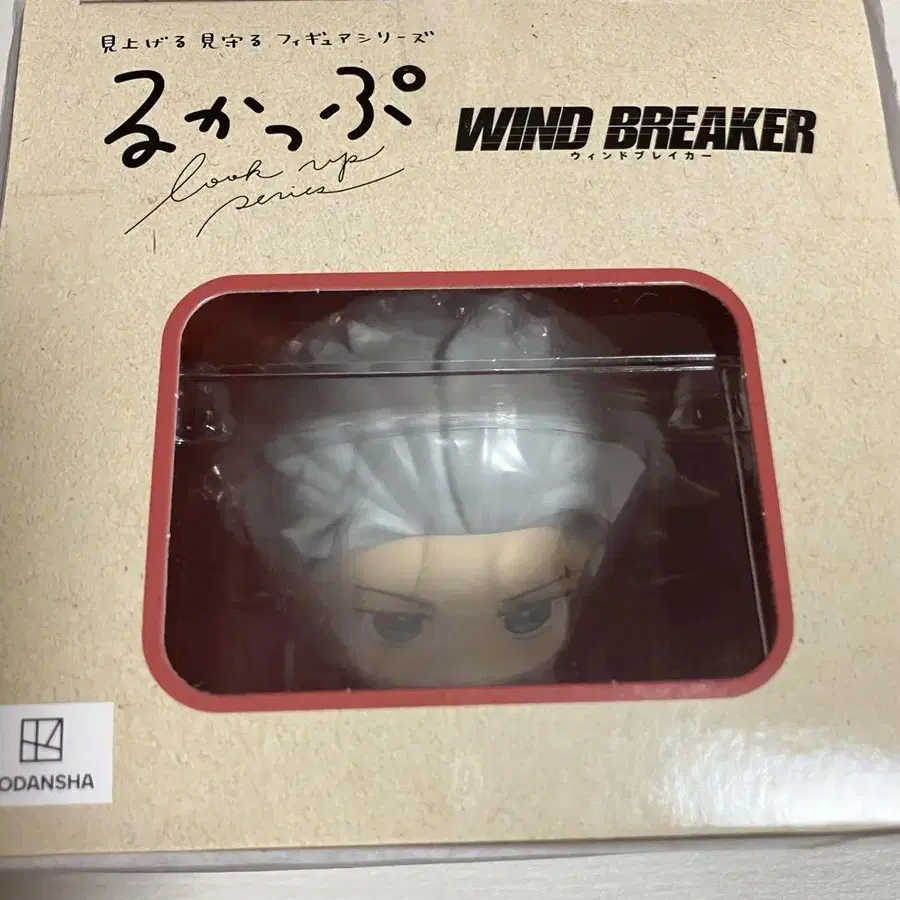 見上げる 見守る フィギュアシリーズ
るかっぷ
look up
series
WIND BREAKER
ウィンドブレイカー
ODANSHA